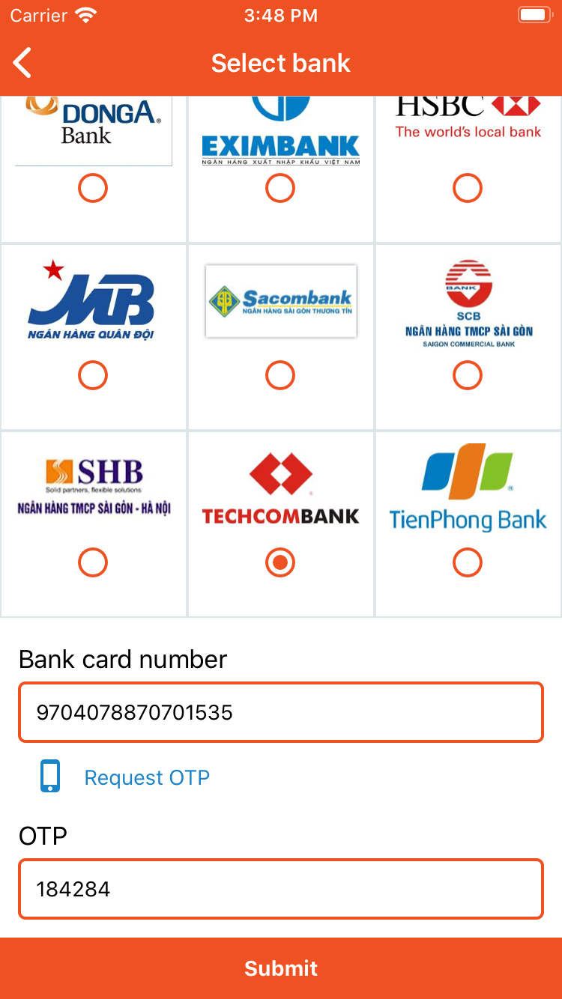 Carrier 3:48 PM
Select bank
DONGA
Bank
EXIMBANK
NGÂN HÀNG XUẤT NHẬP KHẨU VIỆT NAM
HSBC
The world's local bank
MB
NGÂN HÀNG QUÂN ĐỘI
Sacombank
NGÂN HÀNG SÀI GÒN THƯƠNG TÍN
BANK
SCB
NGÂN HÀNG TMCP SÀI GÒN
SAIGON COMMERCIAL BANK
SHB
Solid partners, flexible solutions
NGÂN HÀNG TMCP SÀI GÒN - HÀ NỘI
TECHCOMBANK
TienPhong Bank
Bank card number
9704078870701535
Request OTP
OTP
184284
Submit